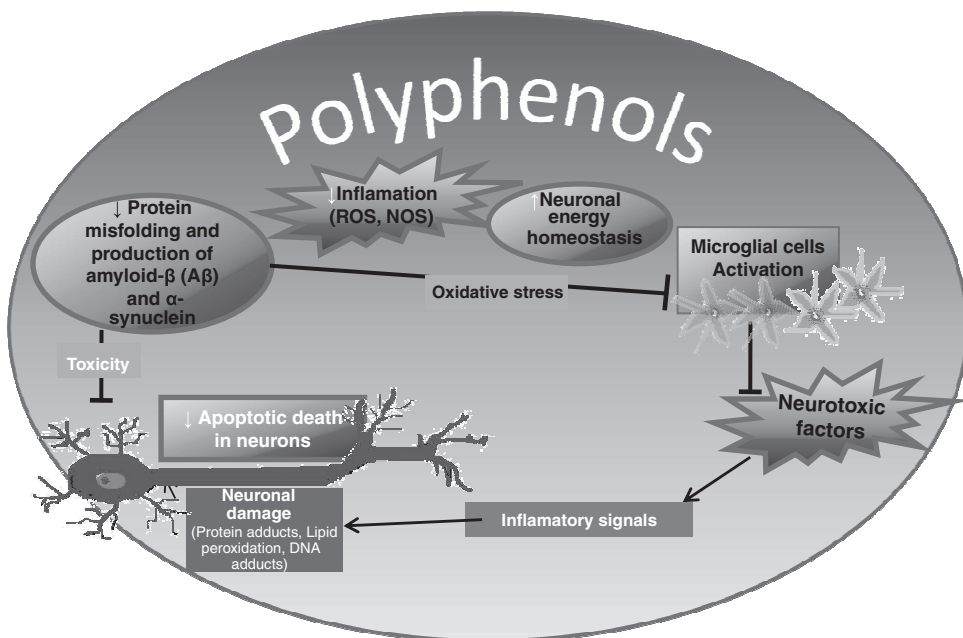 Polyphenols
↓Inflamation
(ROS, NOS)
↑Neuronal
energy
homeostasis
↓ Protein
misfolding and
production of
amyloid-β (Aβ)
and α-
synuclein
Microglial cells
Activation
Oxidative stress
Toxicity
↓ Apoptotic death
in neurons
Neurotoxic
factors
Neuronal
damage
(Protein adducts, Lipid
peroxidation, DNA
adducts)
Inflamatory signals